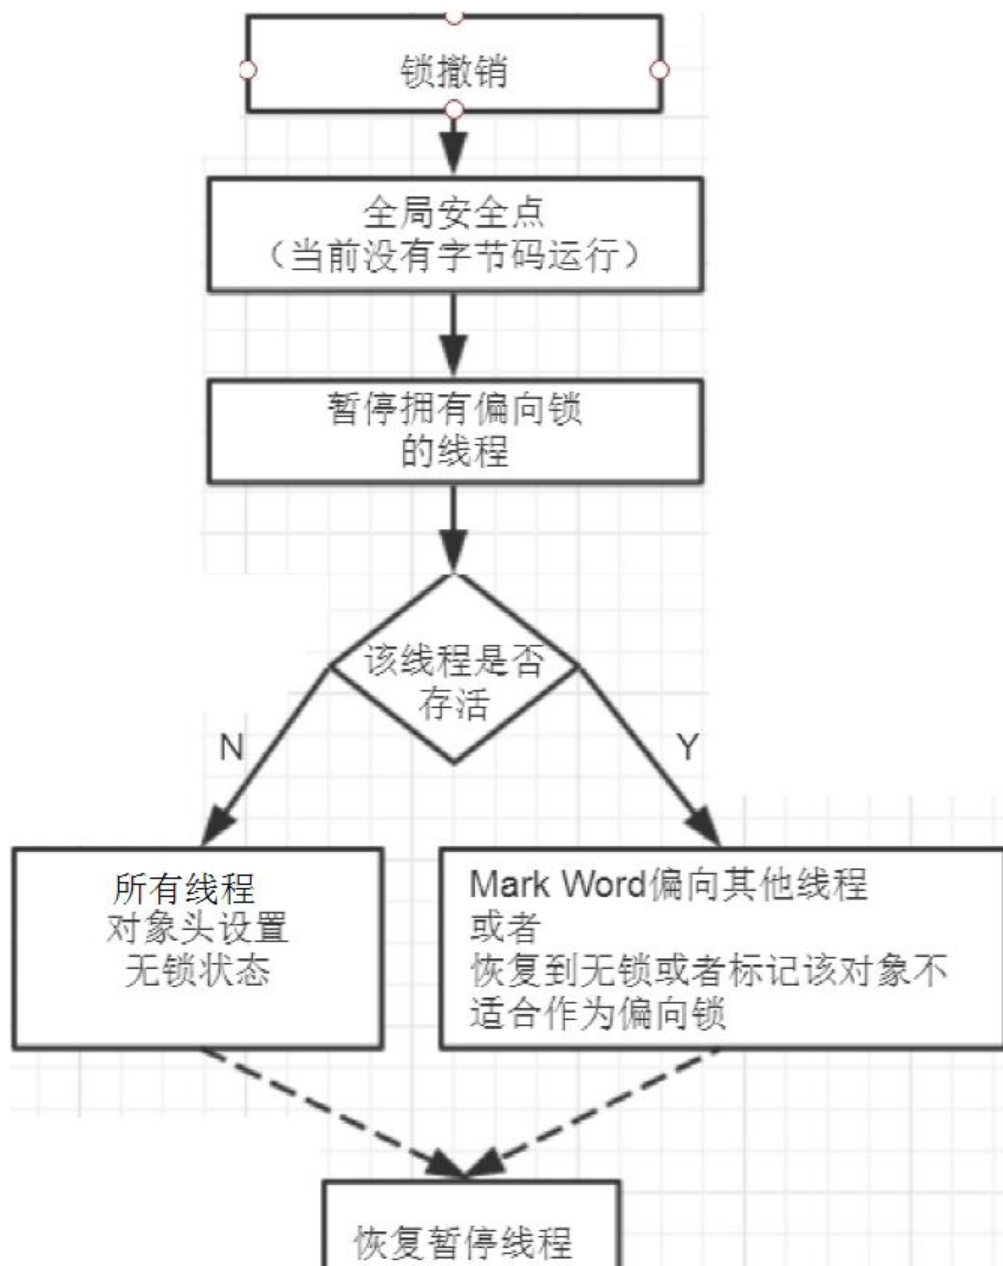 锁撤销
全局安全点
（当前没有字节码运行）
暂停拥有偏向锁
的线程
该线程是否
存活
N
Y
所有线程
对象头设置
无锁状态
Mark Word偏向其他线程
或者
恢复到无锁或者标记该对象不
适合作为偏向锁
恢复暂停线程